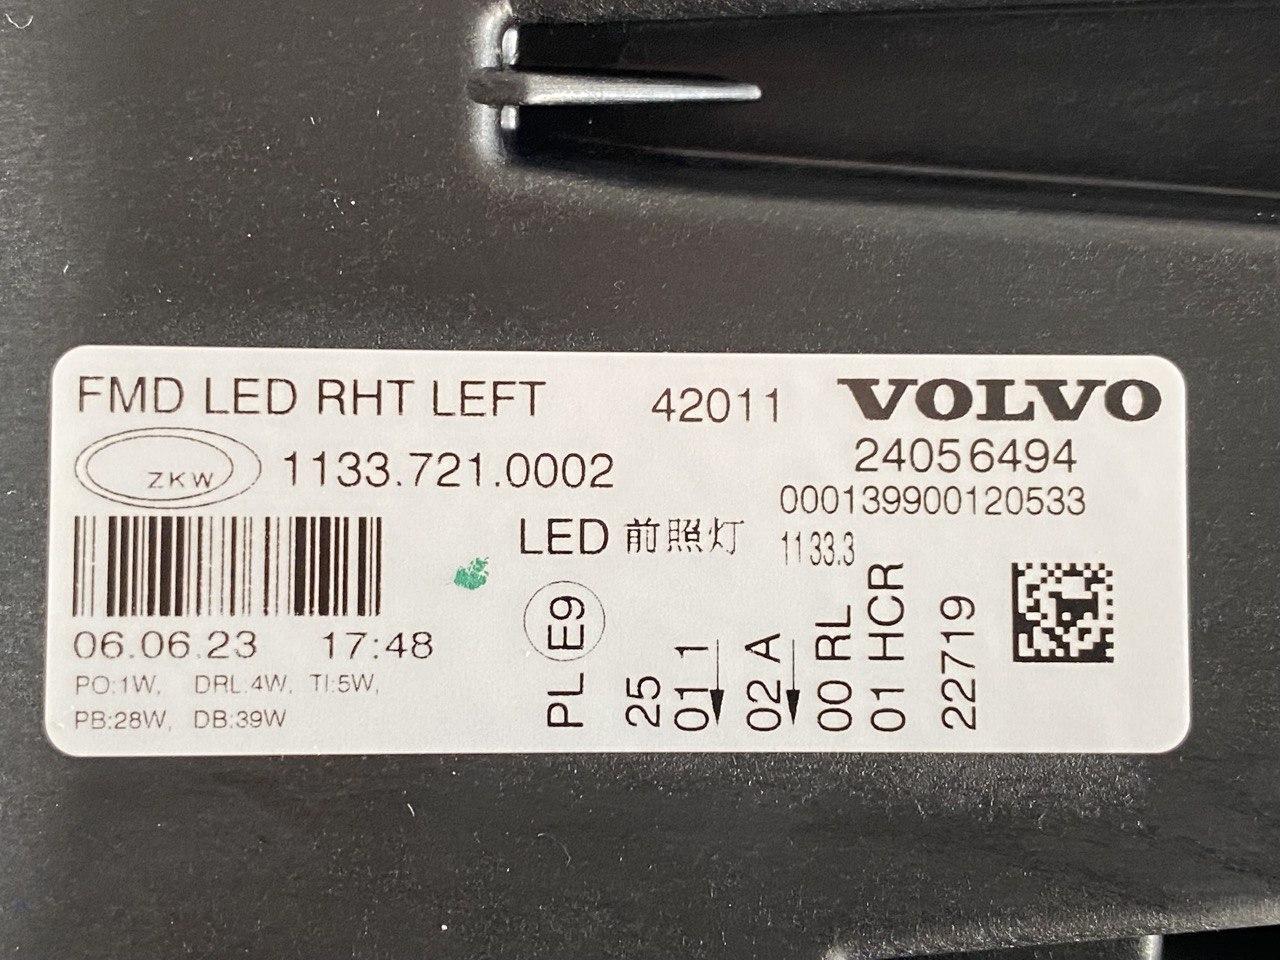 FMD LED RHT LEFT 42011 VOLVO
ZKW 1133.721.0002 24056494
000139900120533
LED 前照灯 1133.3
06.06.23 17:48
PO:1W, DRL:4W, TI:5W,
PB:28W, DB:39W
PL E9
25
01 1
02 A
00 RL
01 HCR
22719